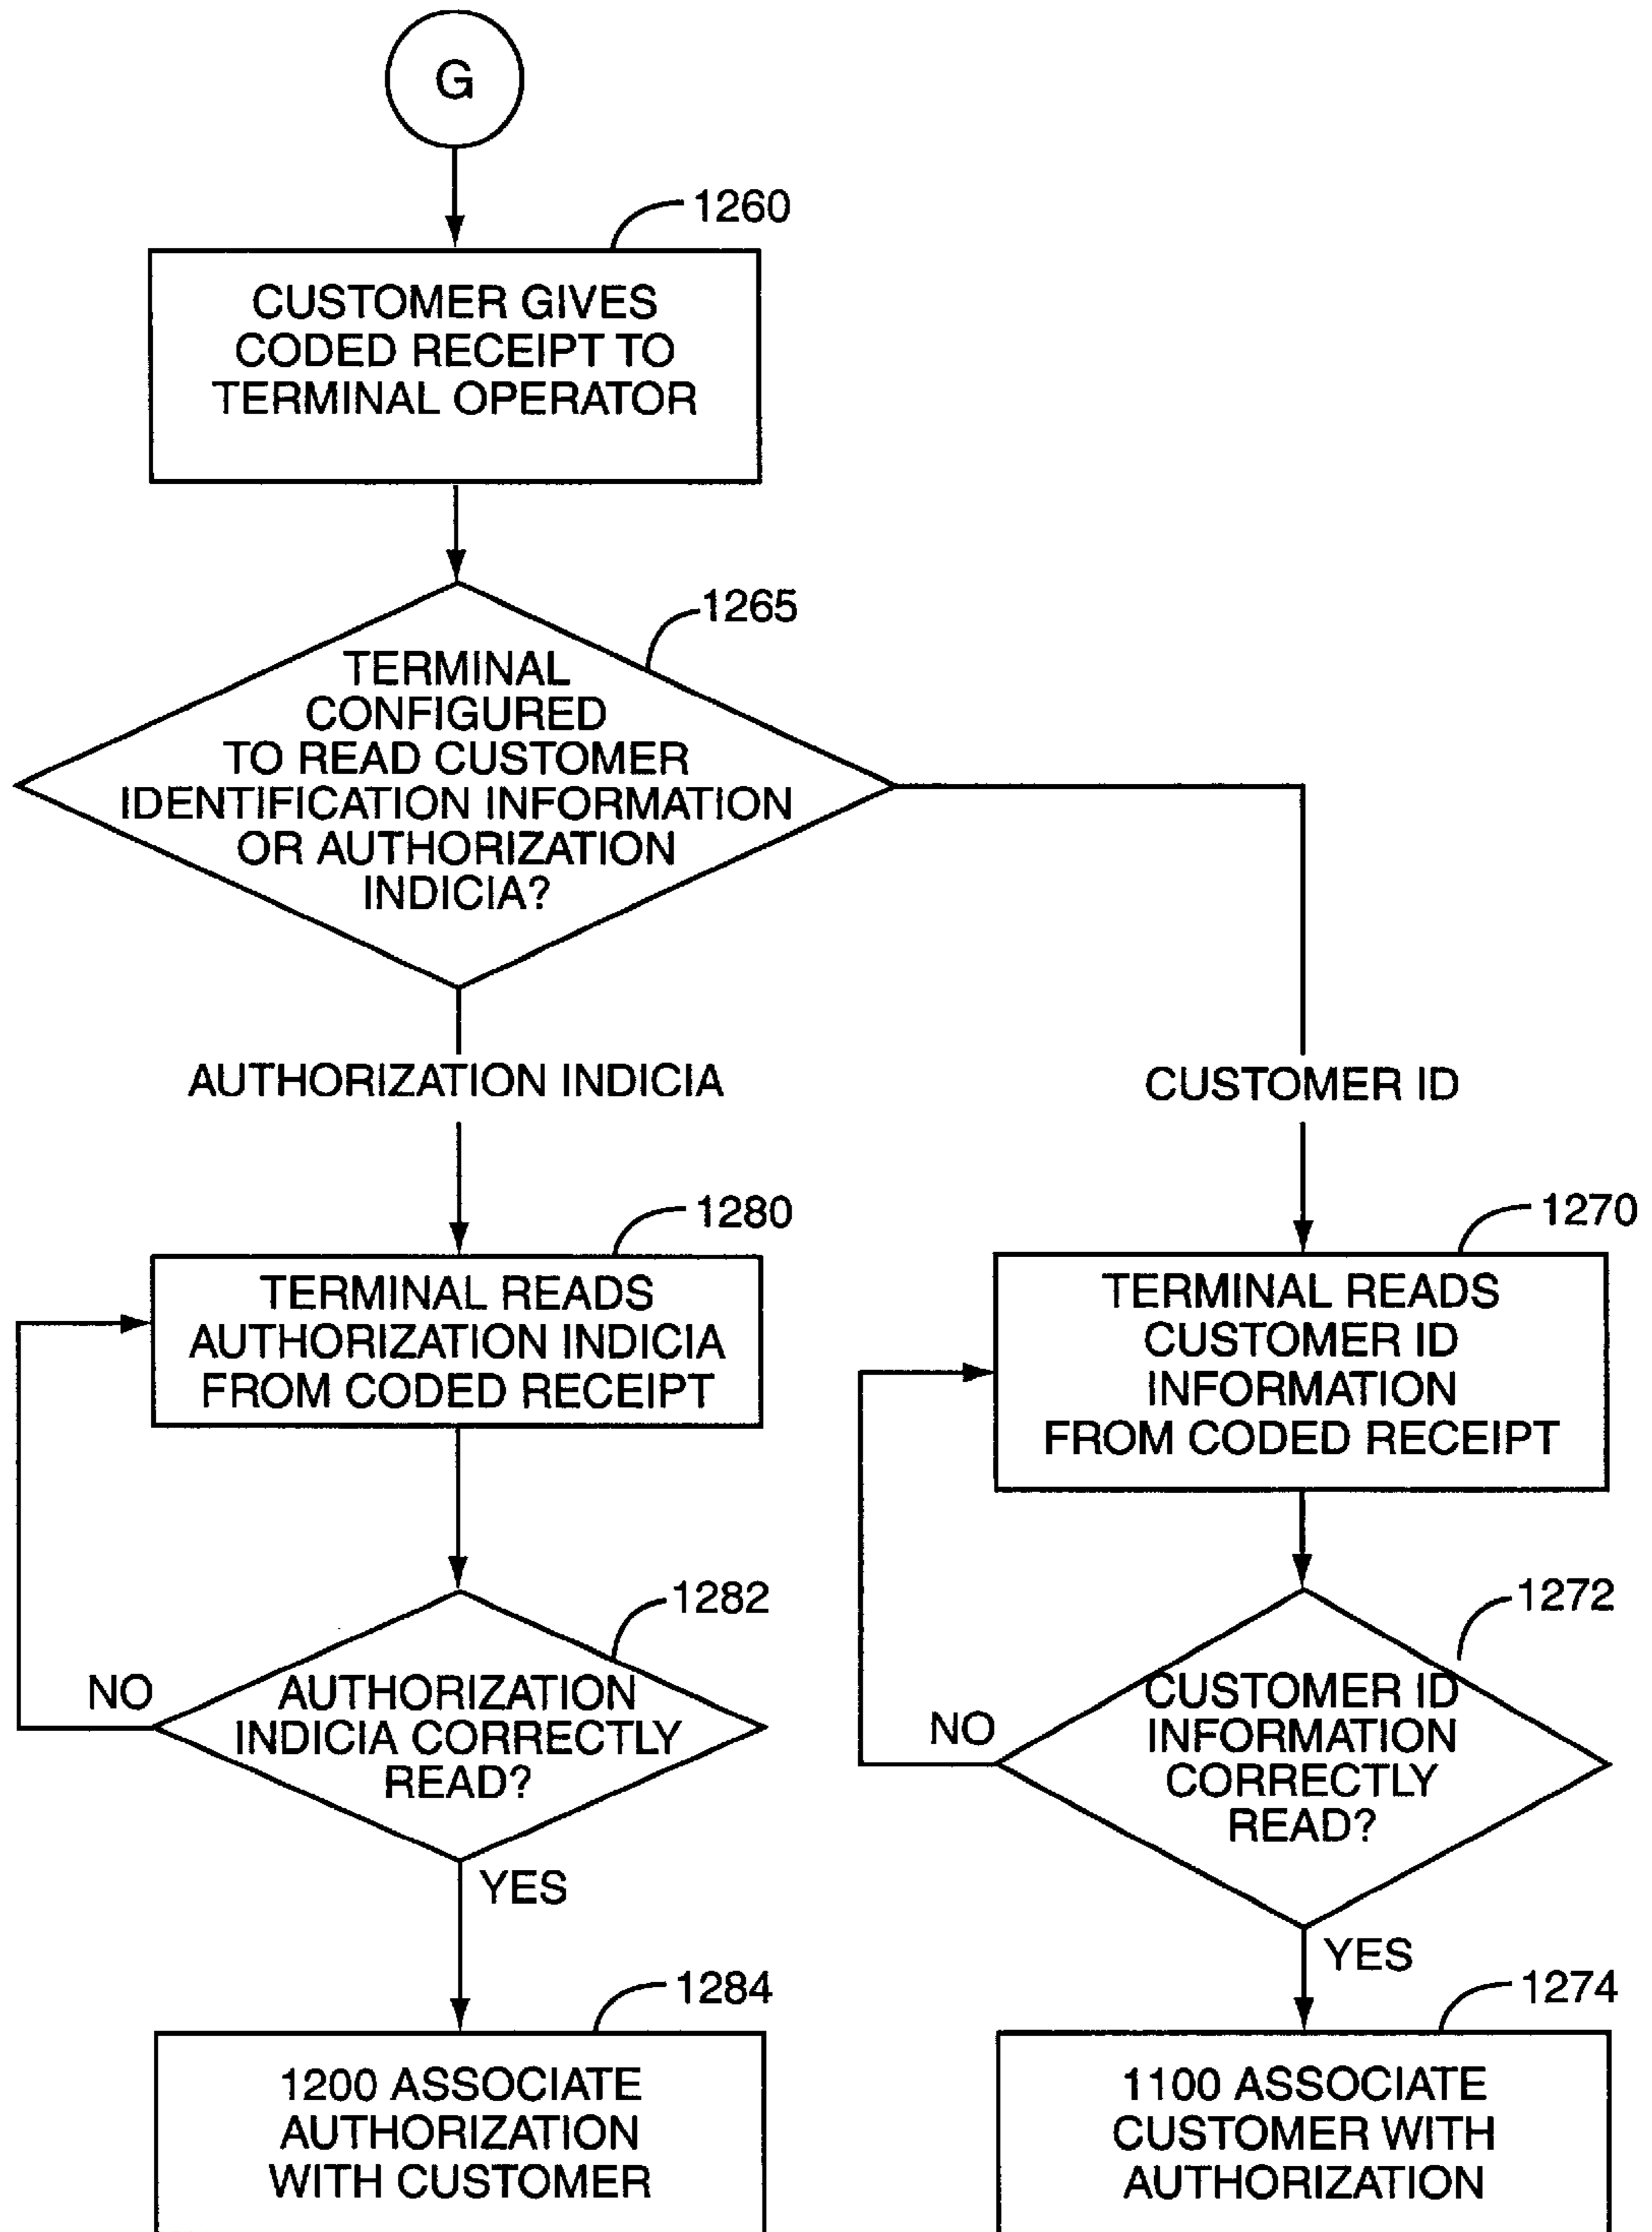 G
1260
CUSTOMER GIVES
CODED RECEIPT TO
TERMINAL OPERATOR
1265
TERMINAL
CONFIGURED
TO READ CUSTOMER
IDENTIFICATION INFORMATION
OR AUTHORIZATION
INDICIA?
AUTHORIZATION INDICIA
CUSTOMER ID
1280
TERMINAL READS
AUTHORIZATION INDICIA
FROM CODED RECEIPT
1270
TERMINAL READS
CUSTOMER ID
INFORMATION
FROM CODED RECEIPT
1282
NO
AUTHORIZATION
INDICIA CORRECTLY
READ?
YES
1272
NO
CUSTOMER ID
INFORMATION
CORRECTLY
READ?
YES
1284
1200 ASSOCIATE
AUTHORIZATION
WITH CUSTOMER
1274
1100 ASSOCIATE
CUSTOMER WITH
AUTHORIZATION